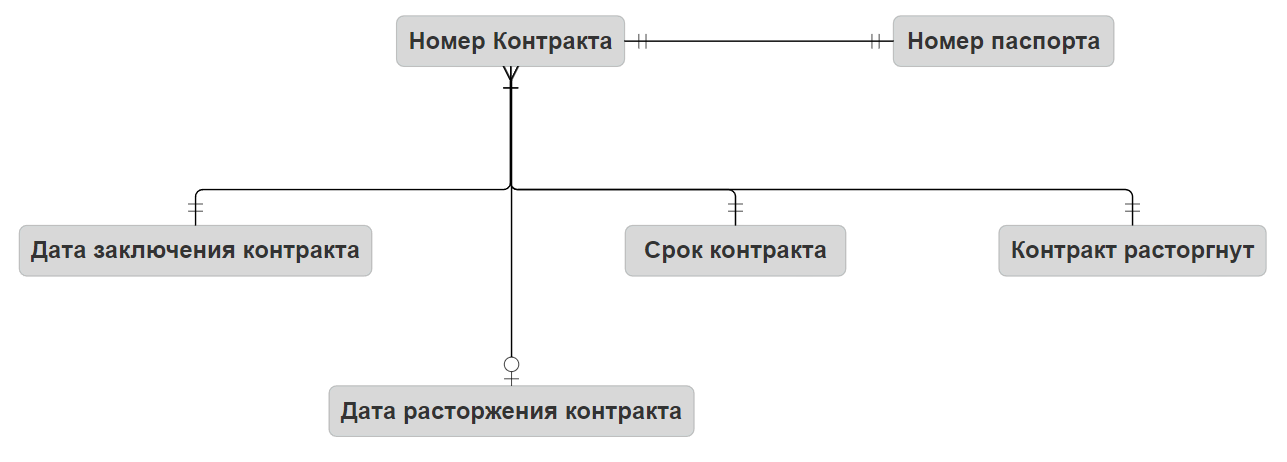 Номер Контракта
Номер паспорта
Дата заключения контракта
Срок контракта
Контракт расторгнут
Дата расторжения контракта